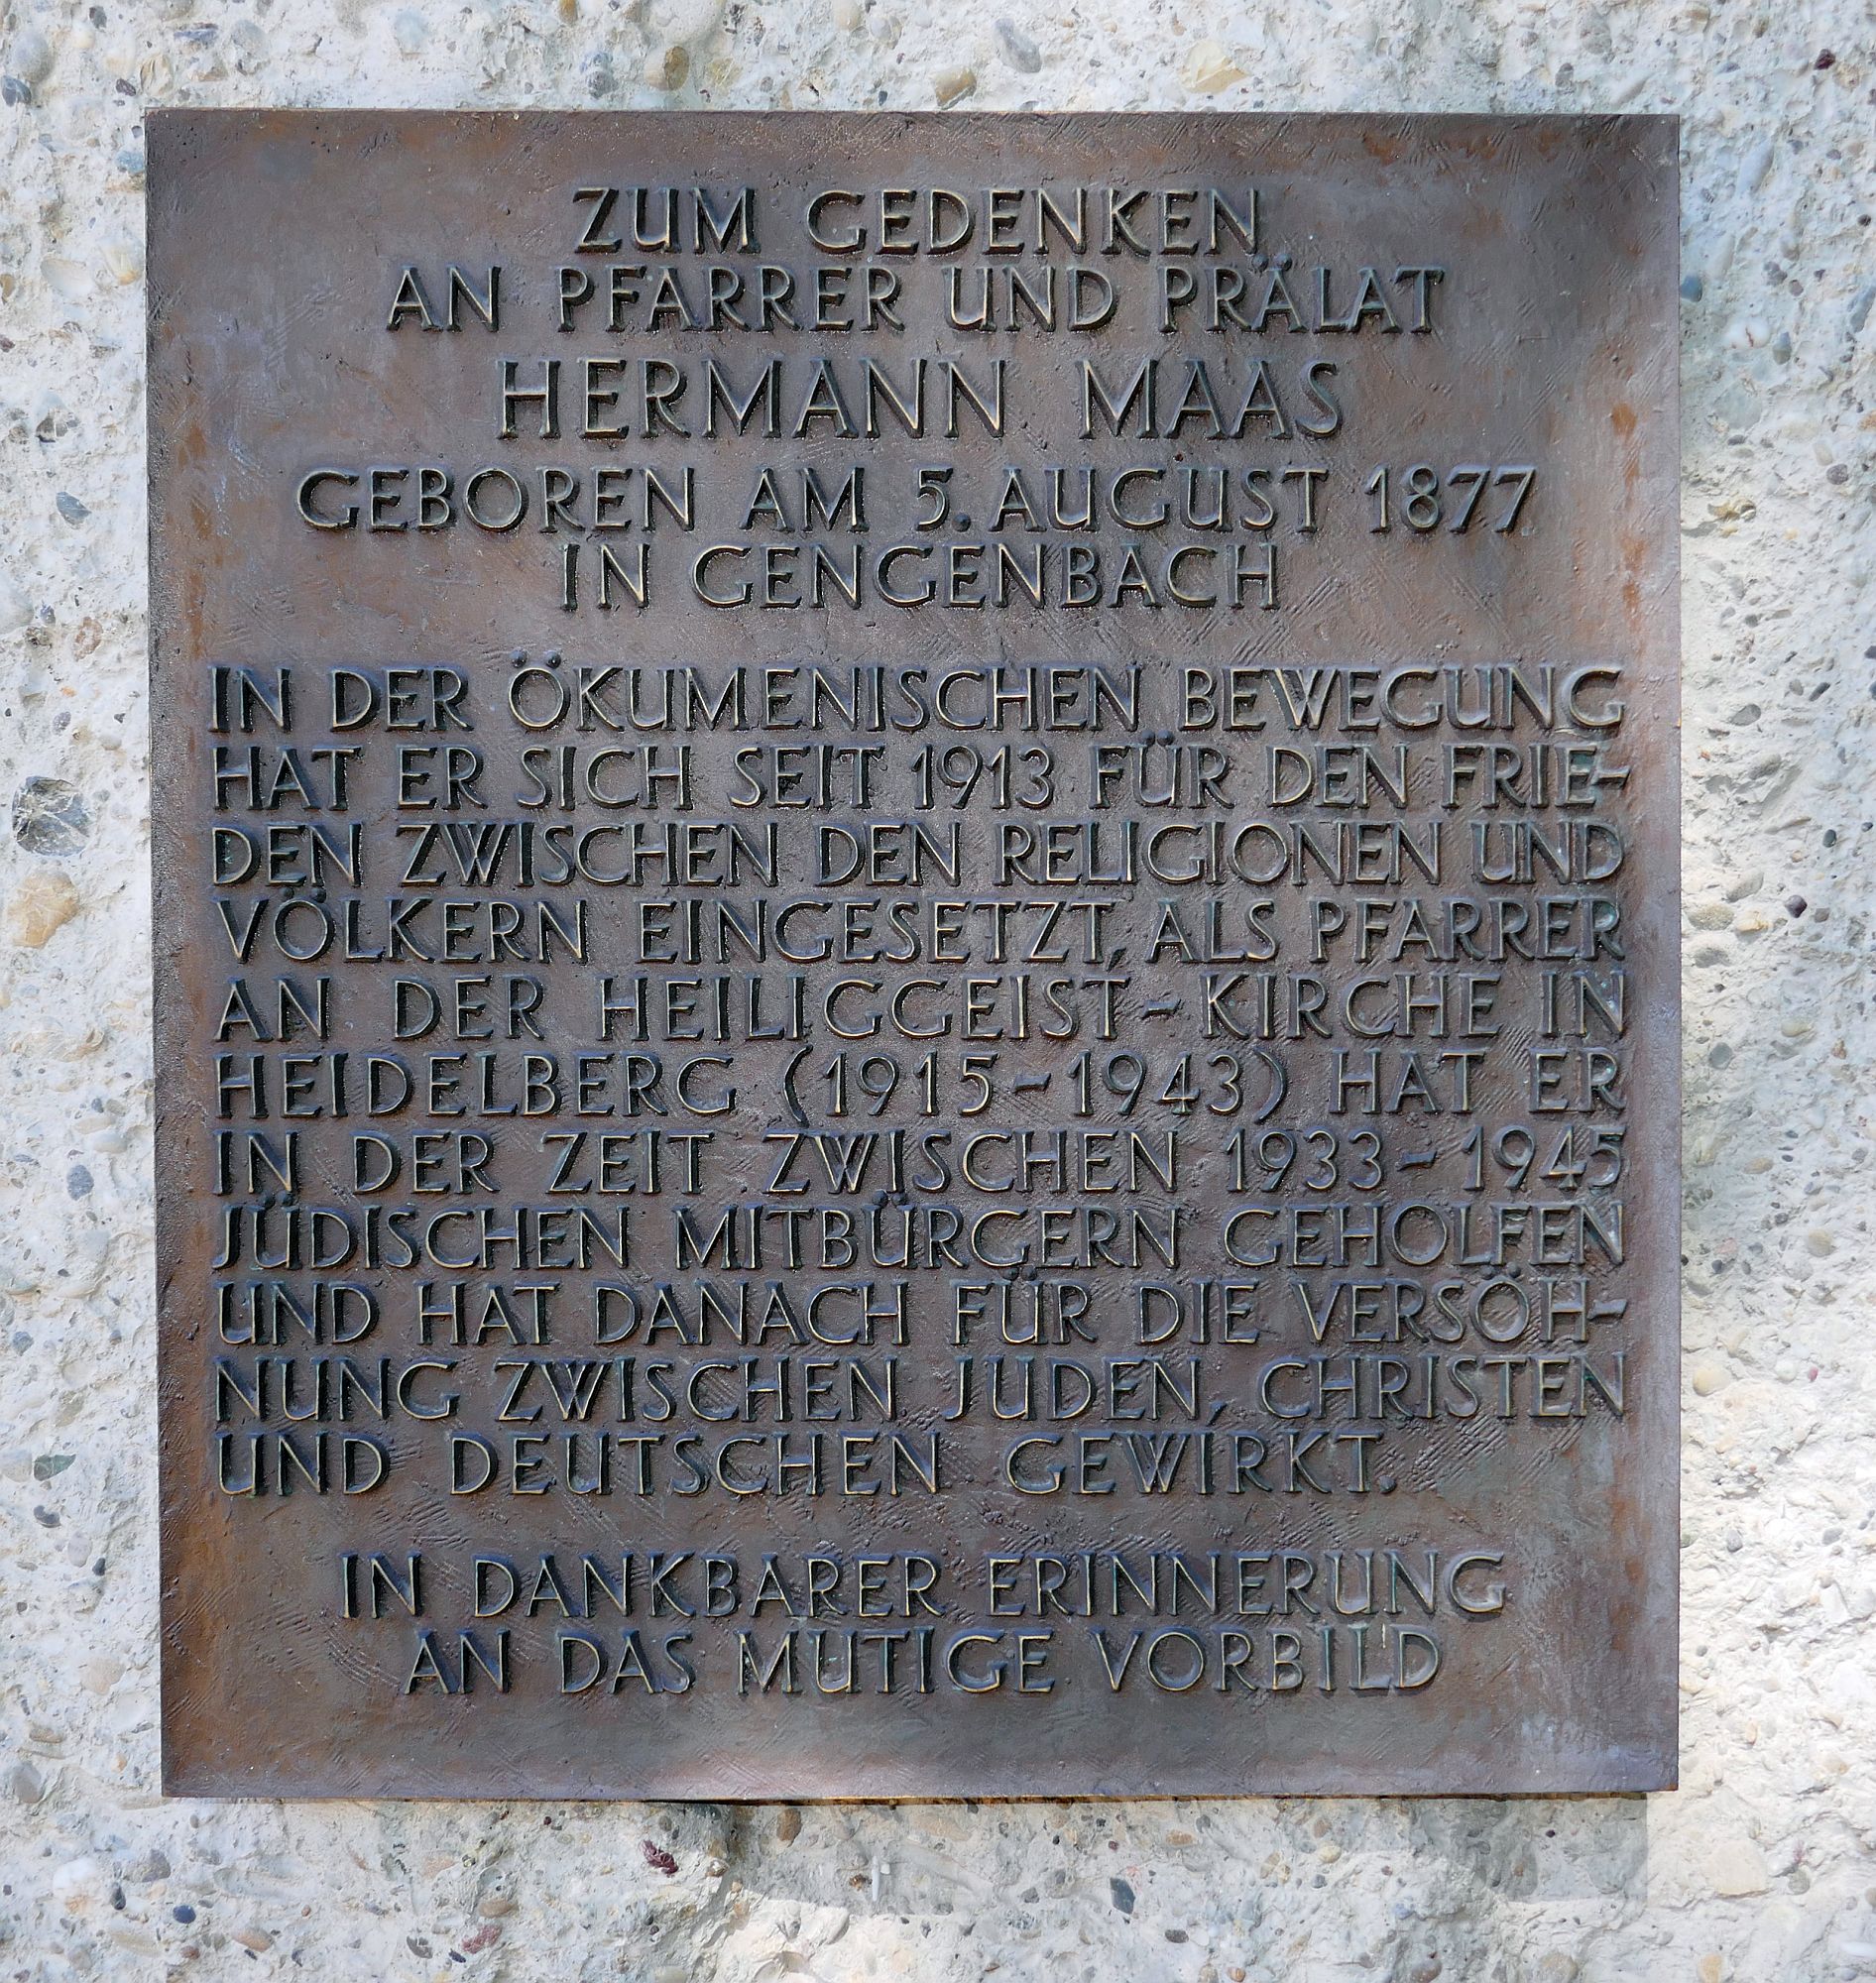 ZUM GEDENKEN
AN PFARRER UND PRÄLAT
HERMANN MAAS
GEBOREN AM 5. AUGUST 1877
IN GENGENBACH
IN DER ÖKUMENISCHEN BEWEGUNG
HAT ER SICH SEIT 1913 FÜR DEN FRIE-
DEN ZWISCHEN DEN RELIGIONEN UND
VÖLKERN EINGESETZT, ALS PFARRER
AN DER HEILIGGEIST-KIRCHE IN
HEIDELBERG (1915-1943) HAT ER
IN DER ZEIT ZWISCHEN 1933-1945
JÜDISCHEN MITBÜRGERN GEHOLFEN
UND HAT DANACH FÜR DIE VERSÖH-
NUNG ZWISCHEN JUDEN, CHRISTEN
UND DEUTSCHEN GEWIRKT.
IN DANKBARER ERINNERUNG
AN DAS MUTIGE VORBILD